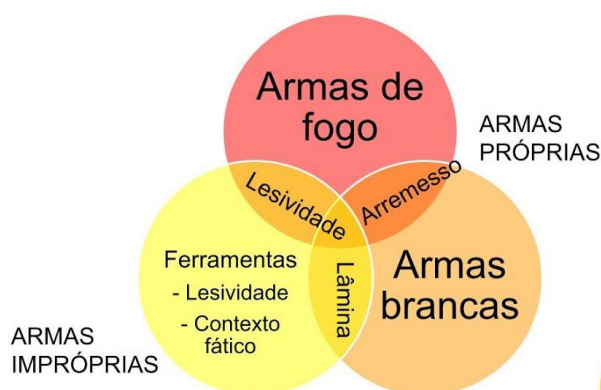 Armas de
fogo
ARMAS
PRÓPRIAS
Lesividade
Arremesso
Ferramentas
- Lesividade
- Contexto
fático
Lâmina
Armas
brancas
ARMAS
IMPRÓPRIAS